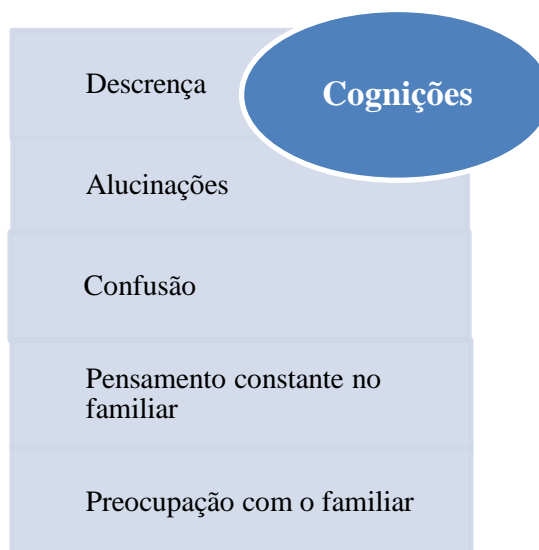 Cognições
Descrença
Alucinações
Confusão
Pensamento constante no
familiar
Preocupação com o familiar